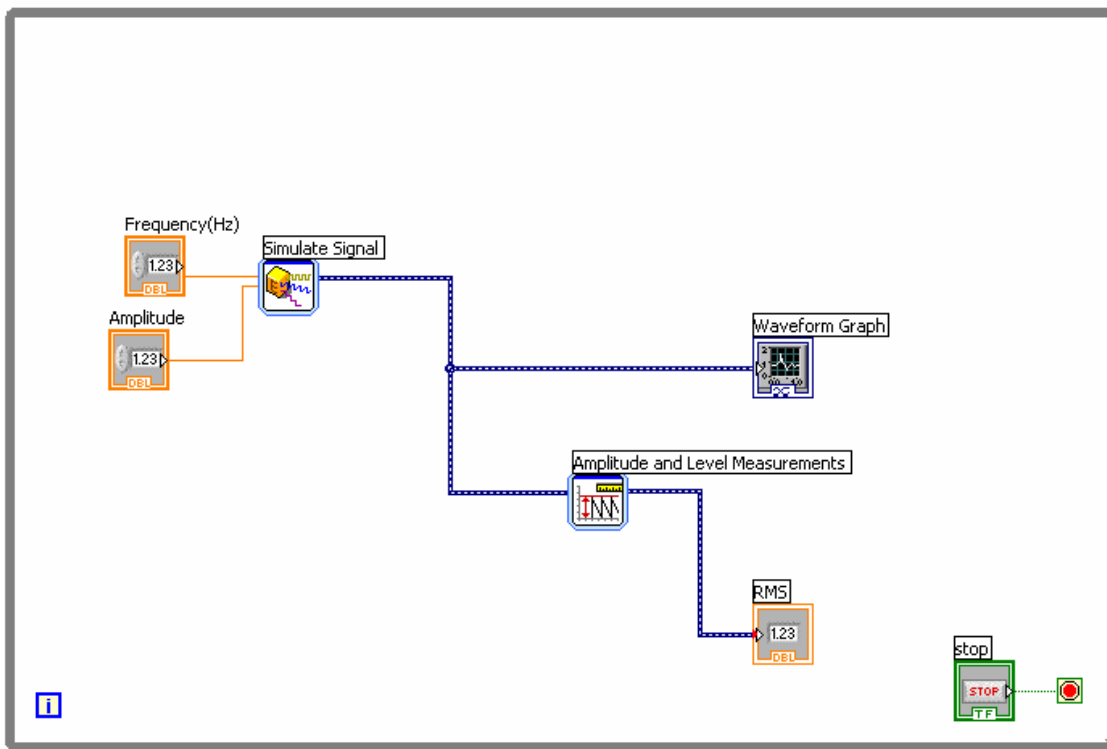 Frequency(Hz)
1.23
DBL
Simulate Signal
Amplitude
1.23
DBL
Waveform Graph
Amplitude and Level Measurements
RMS
1.23
DBL
stop
STOP
TF
i